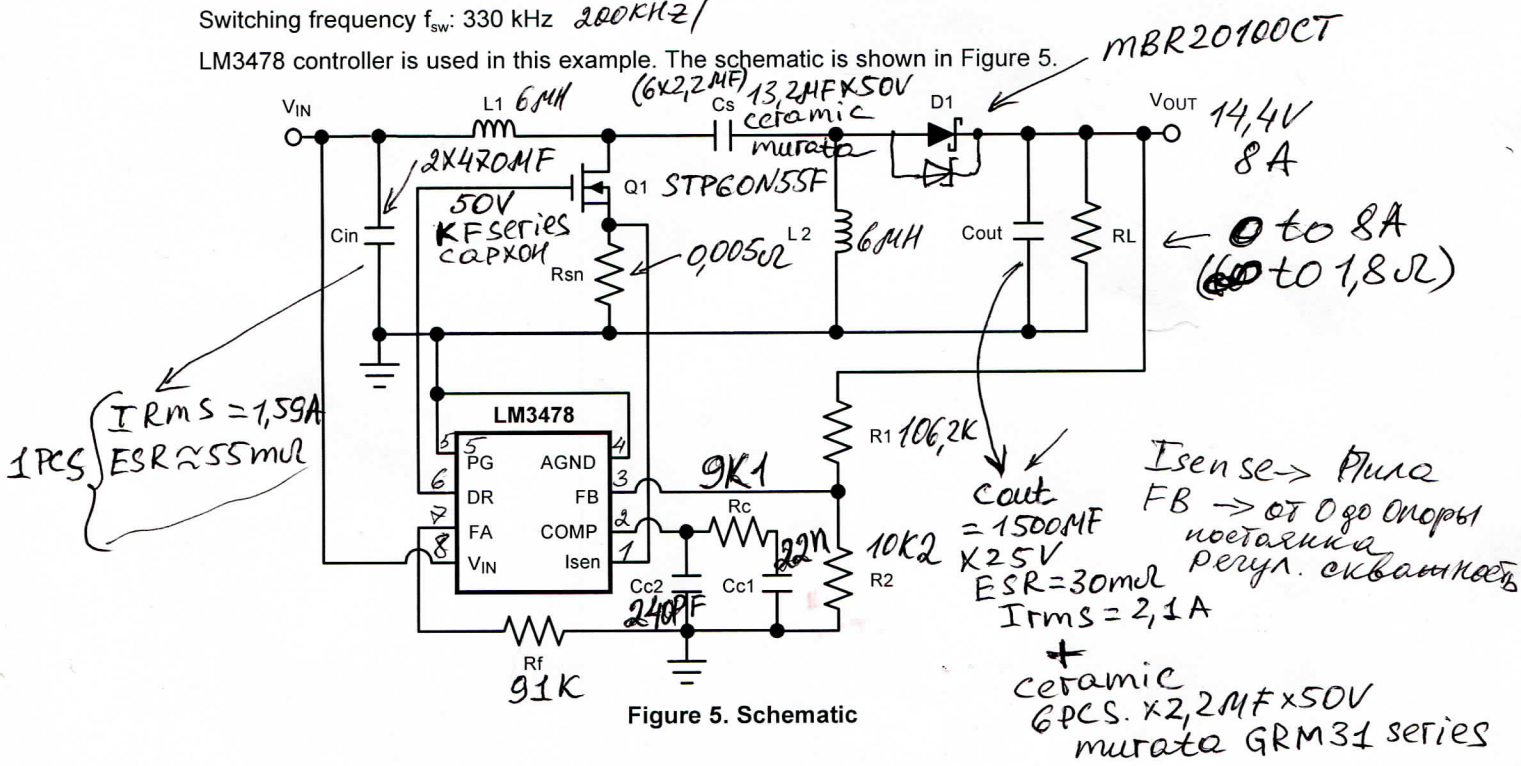 Switching frequency fsw: 330 kHz 200KHZ/
LM3478 controller is used in this example. The schematic is shown in Figure 5.
MBR20100CT
VIN
L1 6MH
(6x2,2MF) 13,2MFX50V
Cs ceramic
murata
D1
VOUT
14,4V
8A
2X470MF
50V
KF series
сархон
Cin
Q1 STP60N55F
Rsn
0,005Ω
L2
6MH
Cout
RL
0 to 8A
to 1,8Ω)
1PCS
IRMS = 1,59A
ESR≈55mΩ
LM3478
5
5
PG
AGND
4
6
DR
FB
3
7
FA
COMP
2
8
VIN
Isen
1
9K1
Rc
Cc2
240PF
Cc1
22n
R1 106,2K
10K2
R2
Rf
91K
Cout
= 1500MF
X25V
ESR=30mΩ
Irms=2,1A
+
ceramic
6PCS. X2,2MFx50V
murata GRM31 series
Isense-> Пила
FB -> от 0 до опоры
постоянка
регул. скважность
Figure 5. Schematic